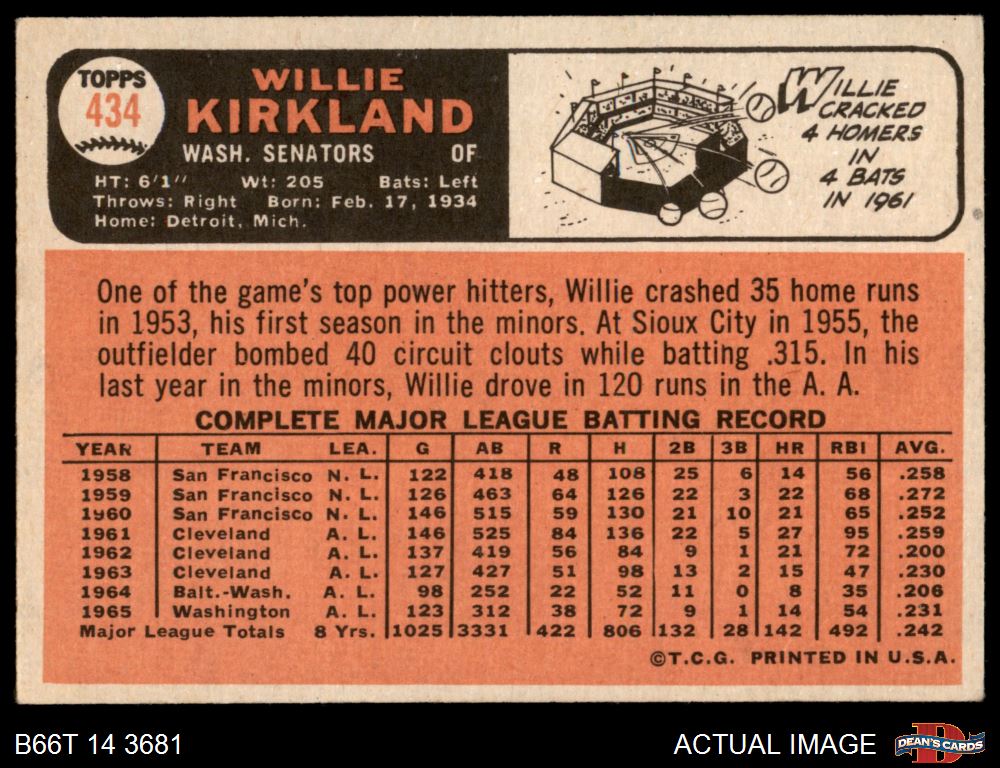 TOPPS
434
WILLIE
KIRKLAND
WASH. SENATORS OF
HT: 6'1" Wt: 205 Bats: Left
Throws: Right Born: Feb. 17, 1934
Home: Detroit, Mich.
WILLIE
CRACKED
4 HOMERS
IN
4 BATS
IN 1961
One of the game's top power hitters, Willie crashed 35 home runs
in 1953, his first season in the minors. At Sioux City in 1955, the
outfielder bombed 40 circuit clouts while batting .315. In his
last year in the minors, Willie drove in 120 runs in the A. A.
COMPLETE MAJOR LEAGUE BATTING RECORD
YEAR TEAM LEA. G AB R H 2B 3B HR RBI AVG.
1958 San Francisco N. L. 122 418 48 108 25 6 14 56 .258
1959 San Francisco N. L. 126 463 64 126 22 3 22 68 .272
1960 San Francisco N. L. 146 515 59 130 21 10 21 65 .252
1961 Cleveland A. L. 146 525 84 136 22 5 27 95 .259
1962 Cleveland A. L. 137 419 56 84 9 1 21 72 .200
1963 Cleveland A. L. 127 427 51 98 13 2 15 47 .230
1964 Balt.-Wash. A. L. 98 252 22 52 11 0 8 35 .206
1965 Washington A. L. 123 312 38 72 9 1 14 54 .231
Major League Totals 8 Yrs. 1025 3331 422 806 132 28 142 492 .242
©T.C.G. PRINTED IN U.S.A.
B66T 14 3681
ACTUAL IMAGE
D
DEAN'S CARDS